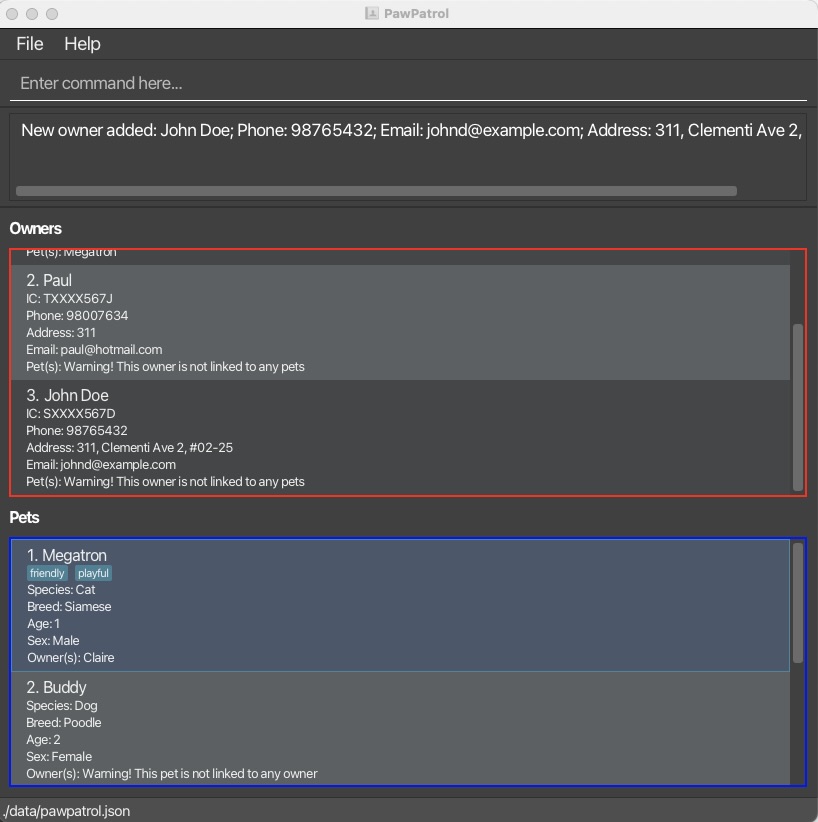 PawPatrol
File Help
Enter command here...
New owner added: John Doe; Phone: 98765432; Email: johnd@example.com; Address: 311, Clementi Ave 2,
Owners
Pet(s): Megatron
2. Paul
IC: TXXXX567J
Phone: 98007634
Address: 311
Email: paul@hotmail.com
Pet(s): Warning! This owner is not linked to any pets
3. John Doe
IC: SXXXX567D
Phone: 98765432
Address: 311, Clementi Ave 2, #02-25
Email: johnd@example.com
Pet(s): Warning! This owner is not linked to any pets
Pets
1. Megatron
friendly playful
Species: Cat
Breed: Siamese
Age: 1
Sex: Male
Owner(s): Claire
2. Buddy
Species: Dog
Breed: Poodle
Age: 2
Sex: Female
Owner(s): Warning! This pet is not linked to any owner
./data/pawpatrol.json